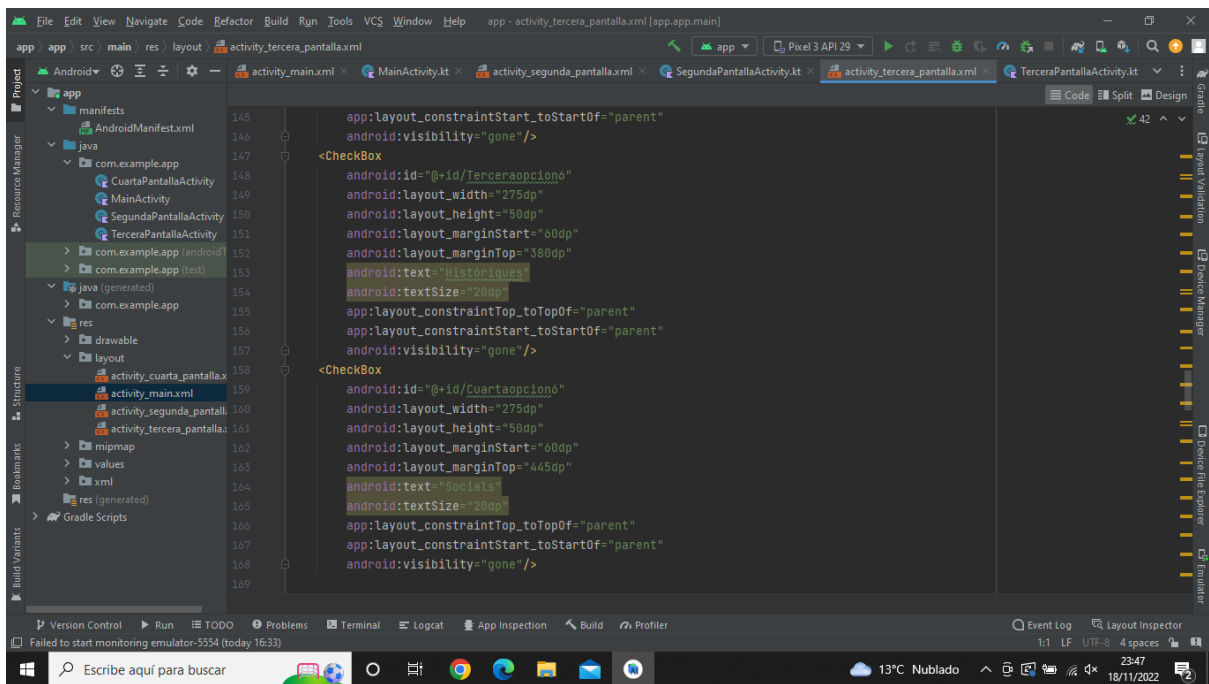 File Edit View Navigate Code Refactor Build Run Tools VCS Window Help app - activity_tercera_pantalla.xml [app.app.main]
app app src main res layout activity_tercera_pantalla.xml app Pixel 3 API 29
Android activity_main.xml MainActivity.kt activity_segunda_pantalla.xml SegundaPantallaActivity.kt activity_tercera_pantalla.xml TerceraPantallaActivity.kt
Code Split Design
Project
Resource Manager
Structure
Bookmarks
Build Variants
app
manifests
AndroidManifest.xml
java
com.example.app
CuartaPantallaActivity
MainActivity
SegundaPantallaActivity
TerceraPantallaActivity
com.example.app (androidT
com.example.app (test)
java (generated)
com.example.app
res
drawable
layout
activity_cuarta_pantalla.x
activity_main.xml
activity_segunda_pantalla
activity_tercera_pantalla.x
mipmap
values
xml
res (generated)
Gradle Scripts
42
145 app:layout_constraintStart_toStartOf="parent"
146 android:visibility="gone"/>
147 <CheckBox
148 android:id="@+id/Terceraopcion6"
149 android:layout_width="275dp"
150 android:layout_height="50dp"
151 android:layout_marginStart="60dp"
152 android:layout_marginTop="380dp"
153 android:text="Històriques"
154 android:textSize="20dp"
155 app:layout_constraintTop_toTopOf="parent"
156 app:layout_constraintStart_toStartOf="parent"
157 android:visibility="gone"/>
158 <CheckBox
159 android:id="@+id/Cuartaopcion6"
160 android:layout_width="275dp"
161 android:layout_height="50dp"
162 android:layout_marginStart="60dp"
163 android:layout_marginTop="445dp"
164 android:text="Socials"
165 android:textSize="20dp"
166 app:layout_constraintTop_toTopOf="parent"
167 app:layout_constraintStart_toStartOf="parent"
168 android:visibility="gone"/>
169
Gradle
Layout Validation
Device Manager
Device File Explorer
Emulator
Version Control Run TODO Problems Terminal Logcat App Inspection Build Profiler Event Log Layout Inspector
Failed to start monitoring emulator-5554 (today 16:33) 1:1 LF UTF-8 4 spaces
Escribe aquí para buscar 13°C Nublado 23:47
18/11/2022
2